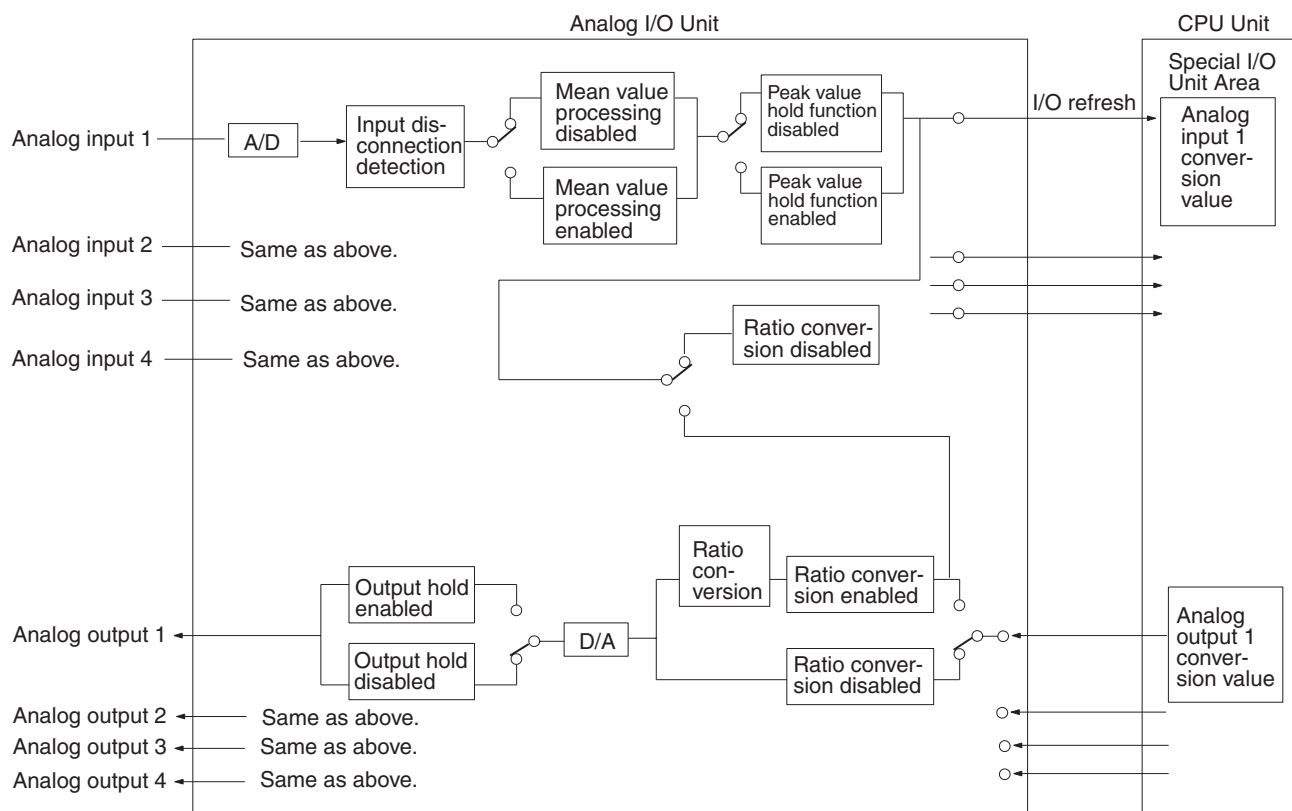 Analog I/O Unit
CPU Unit
Special I/O
Unit Area
I/O refresh
Analog input 1
A/D
Input dis-
connection
detection
Mean value
processing
disabled
Mean value
processing
enabled
Peak value
hold function
disabled
Peak value
hold function
enabled
Analog
input 1
conver-
sion
value
Analog input 2
Same as above.
Analog input 3
Same as above.
Analog input 4
Same as above.
Ratio conver-
sion disabled
Analog output 1
Output hold
enabled
Output hold
disabled
D/A
Ratio
con-
version
Ratio conver-
sion enabled
Ratio conver-
sion disabled
Analog
output 1
conver-
sion value
Analog output 2
Same as above.
Analog output 3
Same as above.
Analog output 4
Same as above.